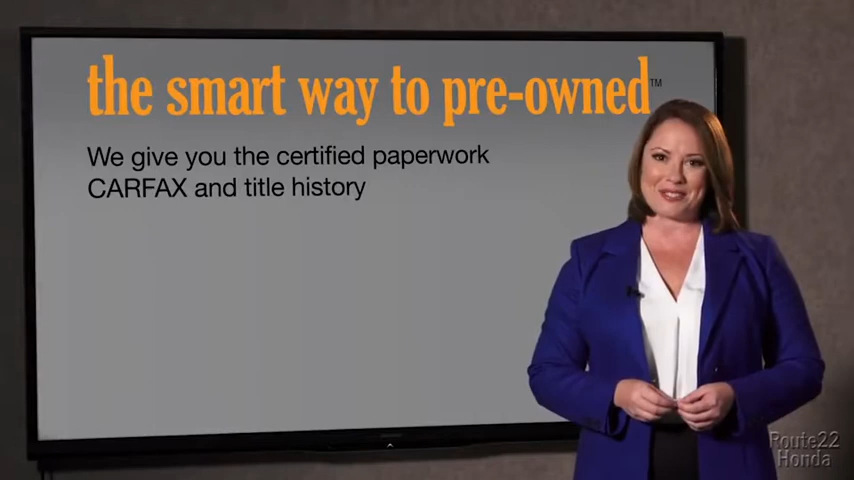 the smart way to pre-owned™
We give you the certified paperwork
CARFAX and title history
Route22
Honda